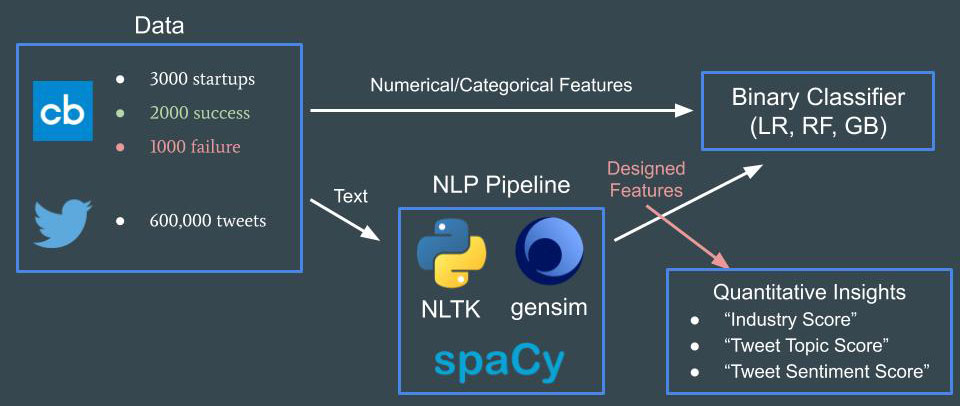 Data
cb
● 3000 startups
● 2000 success
● 1000 failure
● 600,000 tweets
Numerical/Categorical Features
Text
NLP Pipeline
NLTK
gensim
spaCy
Designed
Features
Binary Classifier
(LR, RF, GB)
Quantitative Insights
● “Industry Score”
● “Tweet Topic Score”
● “Tweet Sentiment Score”